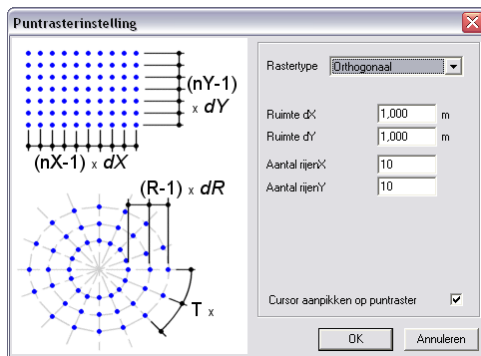 Puntrasterinstelling
(nY-1)
x dY
(nX-1) x dX
(R-1) x dR
T x
Rastertype Orthogonaal
Ruimte dX 1,000 m
Ruimte dY 1,000 m
Aantal rijenX 10
Aantal rijenY 10
Cursor aanpikken op puntraster
OK Annuleren